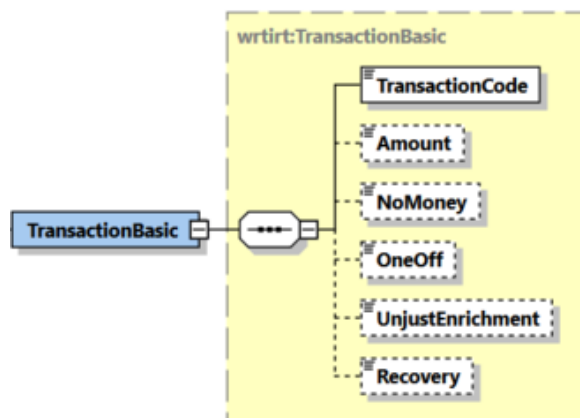 wrtirt:TransactionBasic
TransactionCode
Amount
NoMoney
TransactionBasic
OneOff
UnjustEnrichment
Recovery